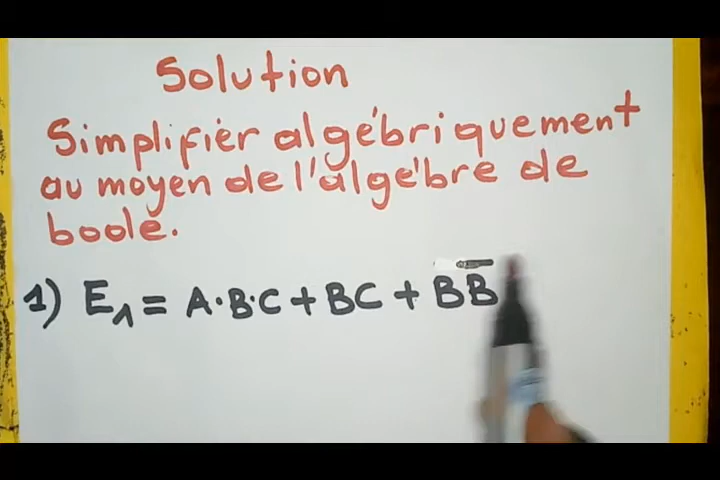 Solution
Simplifier algébriquement
au moyen de l'algèbre de
boole.
1) E₁ = A·B·C + BC + BB̅